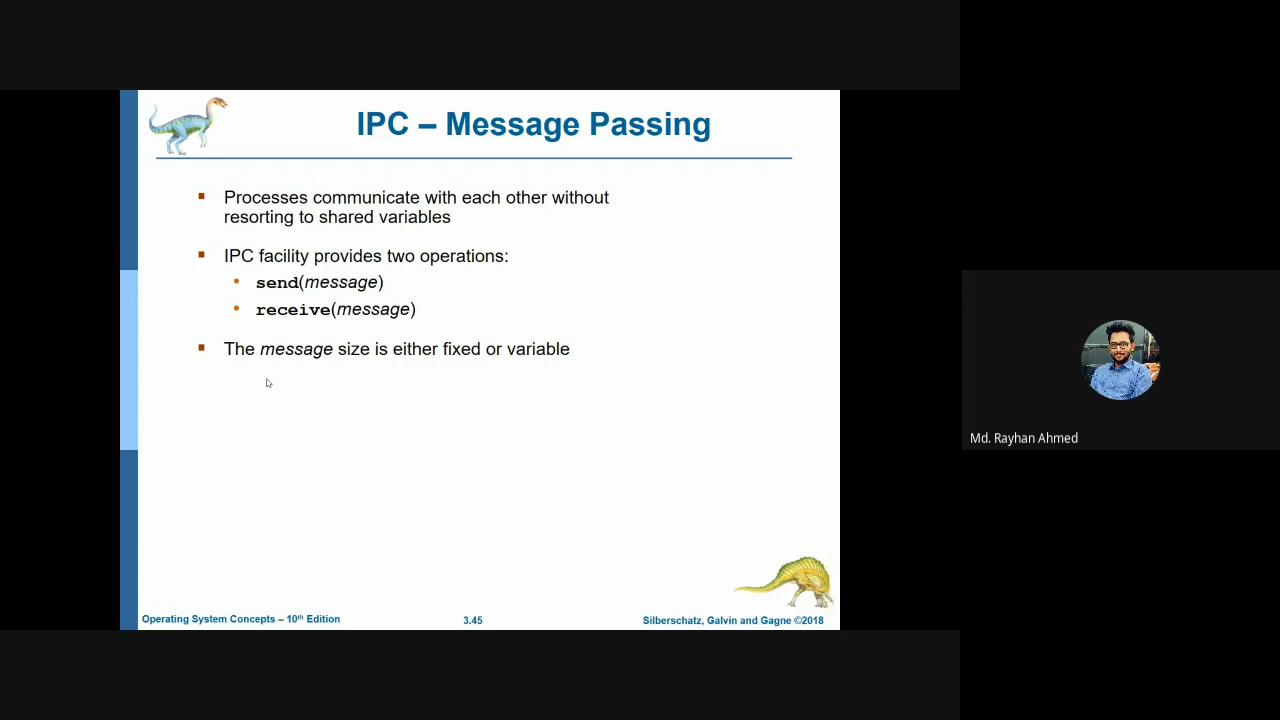 IPC – Message Passing
Processes communicate with each other without
resorting to shared variables
IPC facility provides two operations:
send(message)
receive(message)
The message size is either fixed or variable
Operating System Concepts – 10th Edition
3.45
Silberschatz, Galvin and Gagne ©2018
Md. Rayhan Ahmed